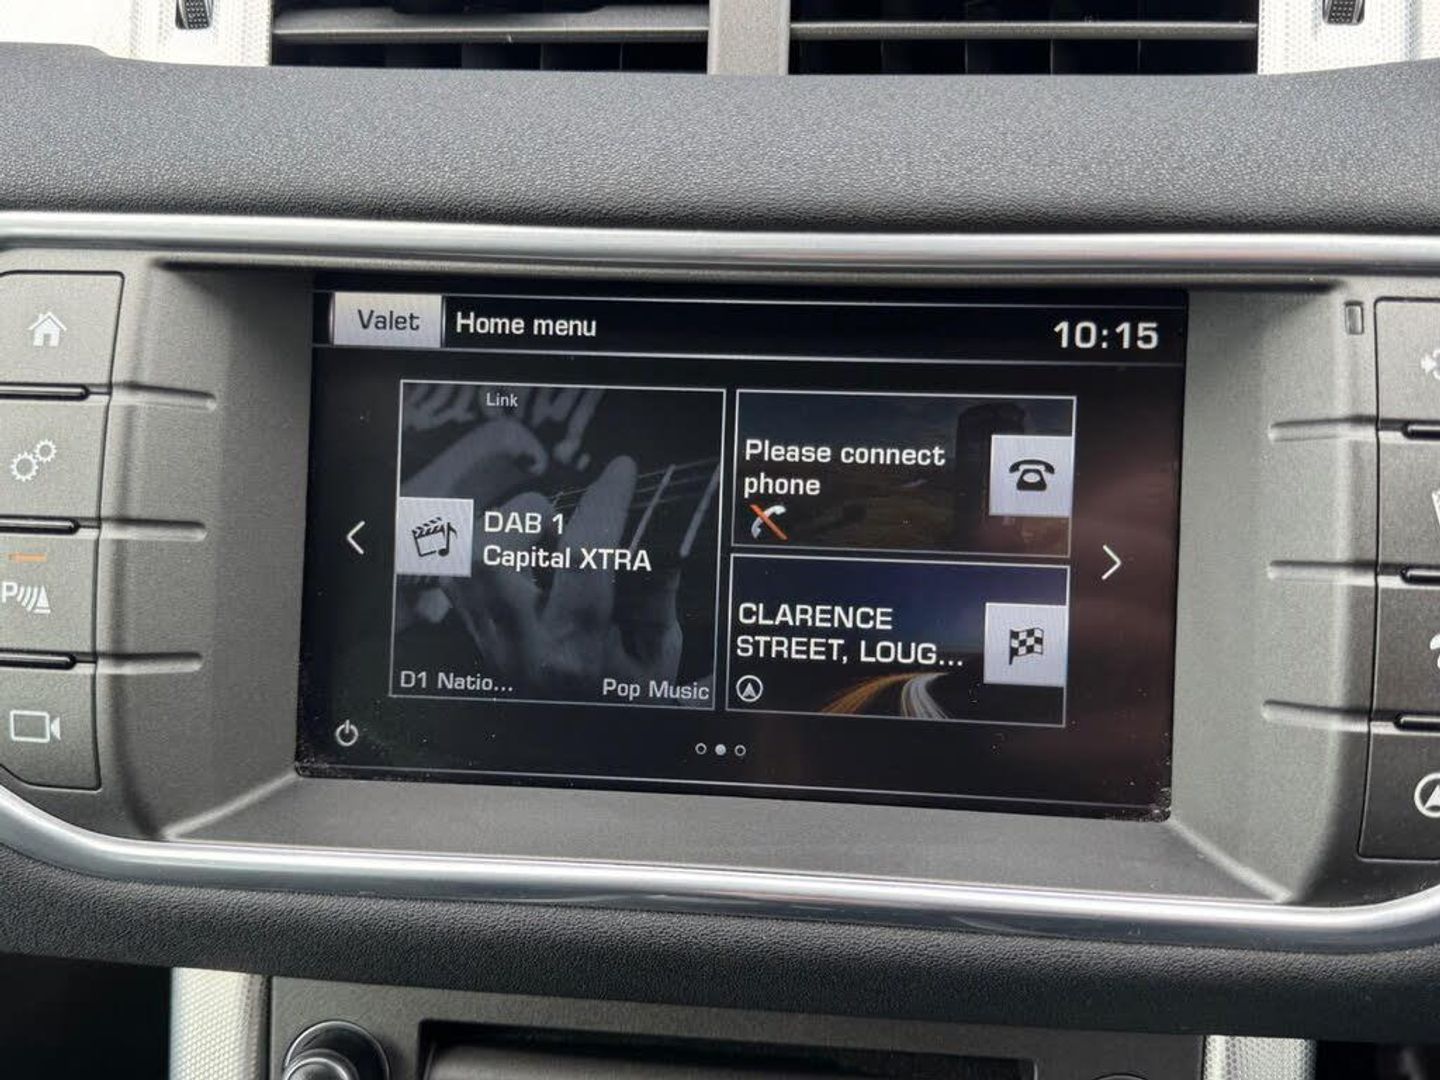 Valet Home menu 10:15
Link
DAB 1
Capital XTRA
D1 Natio... Pop Music
Please connect
phone
CLARENCE
STREET, LOUG...
P